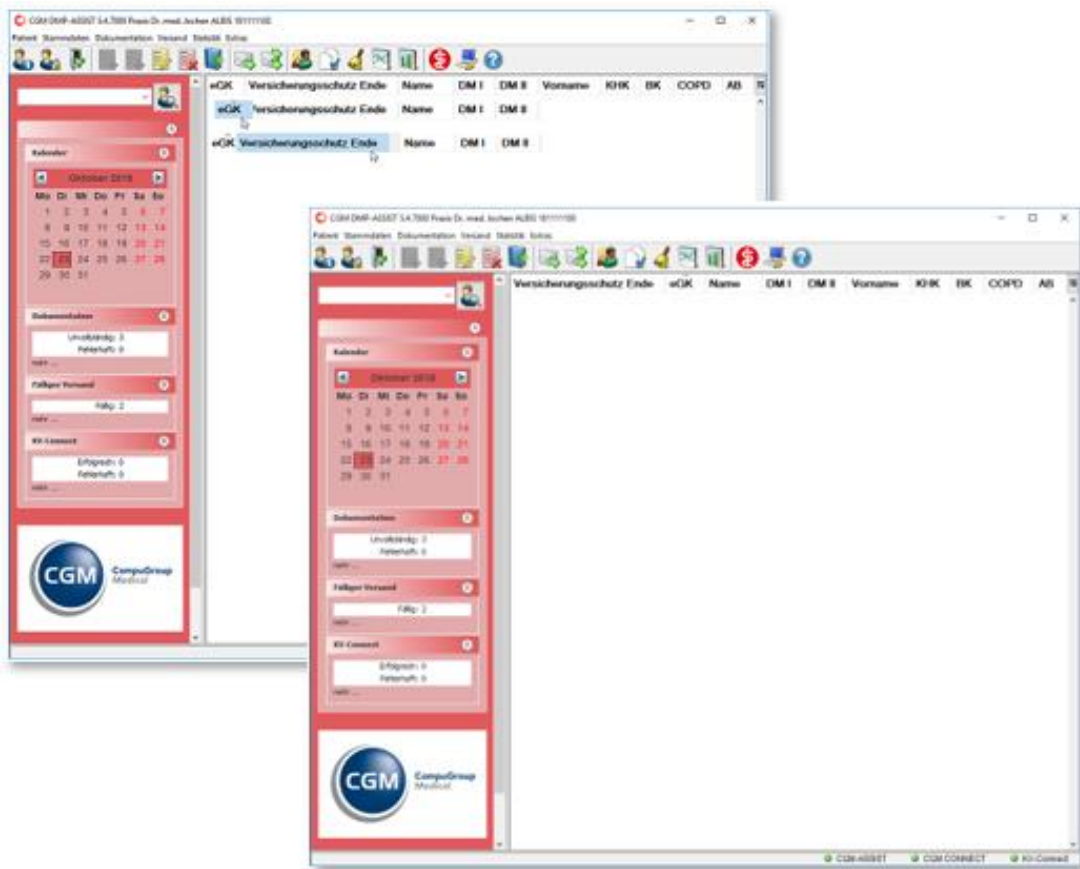 CGM DMP-ASSIST 5.4.7000 Praxis Dr. med. Jochen ALBIS
Patient Stammdaten Dokumentation Versand Statistik Extras
eGK Versicherungsschutz Ende Name DM I DM II Vorname KHK BK COPD AB
eGK Versicherungsschutz Ende Name DM I DM II
eGK Versicherungsschutz Ende Name DM I DM II
Kalender
Oktober 2018
Mo Di Mi Do Fr Sa So
1 2 3 4 5 6 7
8 9 10 11 12 13 14
15 16 17 18 19 20 21
22 23 24 25 26 27 28
29 30 31
Dokumentation
Unvollständig: 3
Fehlerhaft: 0
mehr ...
Fälliger Versand
Fällig: 2
mehr ...
KV-Connect
Erfolgreich: 0
Fehlerhaft: 0
mehr ...
CGM CompuGroup
Medical
CGM DMP-ASSIST 5.4.7000 Praxis Dr. med. Jochen ALBIS
Patient Stammdaten Dokumentation Versand Statistik Extras
Versicherungsschutz Ende eGK Name DM I DM II Vorname KHK BK COPD AB
Kalender
Oktober 2018
Mo Di Mi Do Fr Sa So
1 2 3 4 5 6 7
8 9 10 11 12 13 14
15 16 17 18 19 20 21
22 23 24 25 26 27 28
29 30 31
Dokumentation
Unvollständig: 3
Fehlerhaft: 0
mehr ...
Fälliger Versand
Fällig: 2
mehr ...
KV-Connect
Erfolgreich: 0
Fehlerhaft: 0
mehr ...
CGM CompuGroup
Medical
CGM ASSIST CGM CONNECT KV-Connect